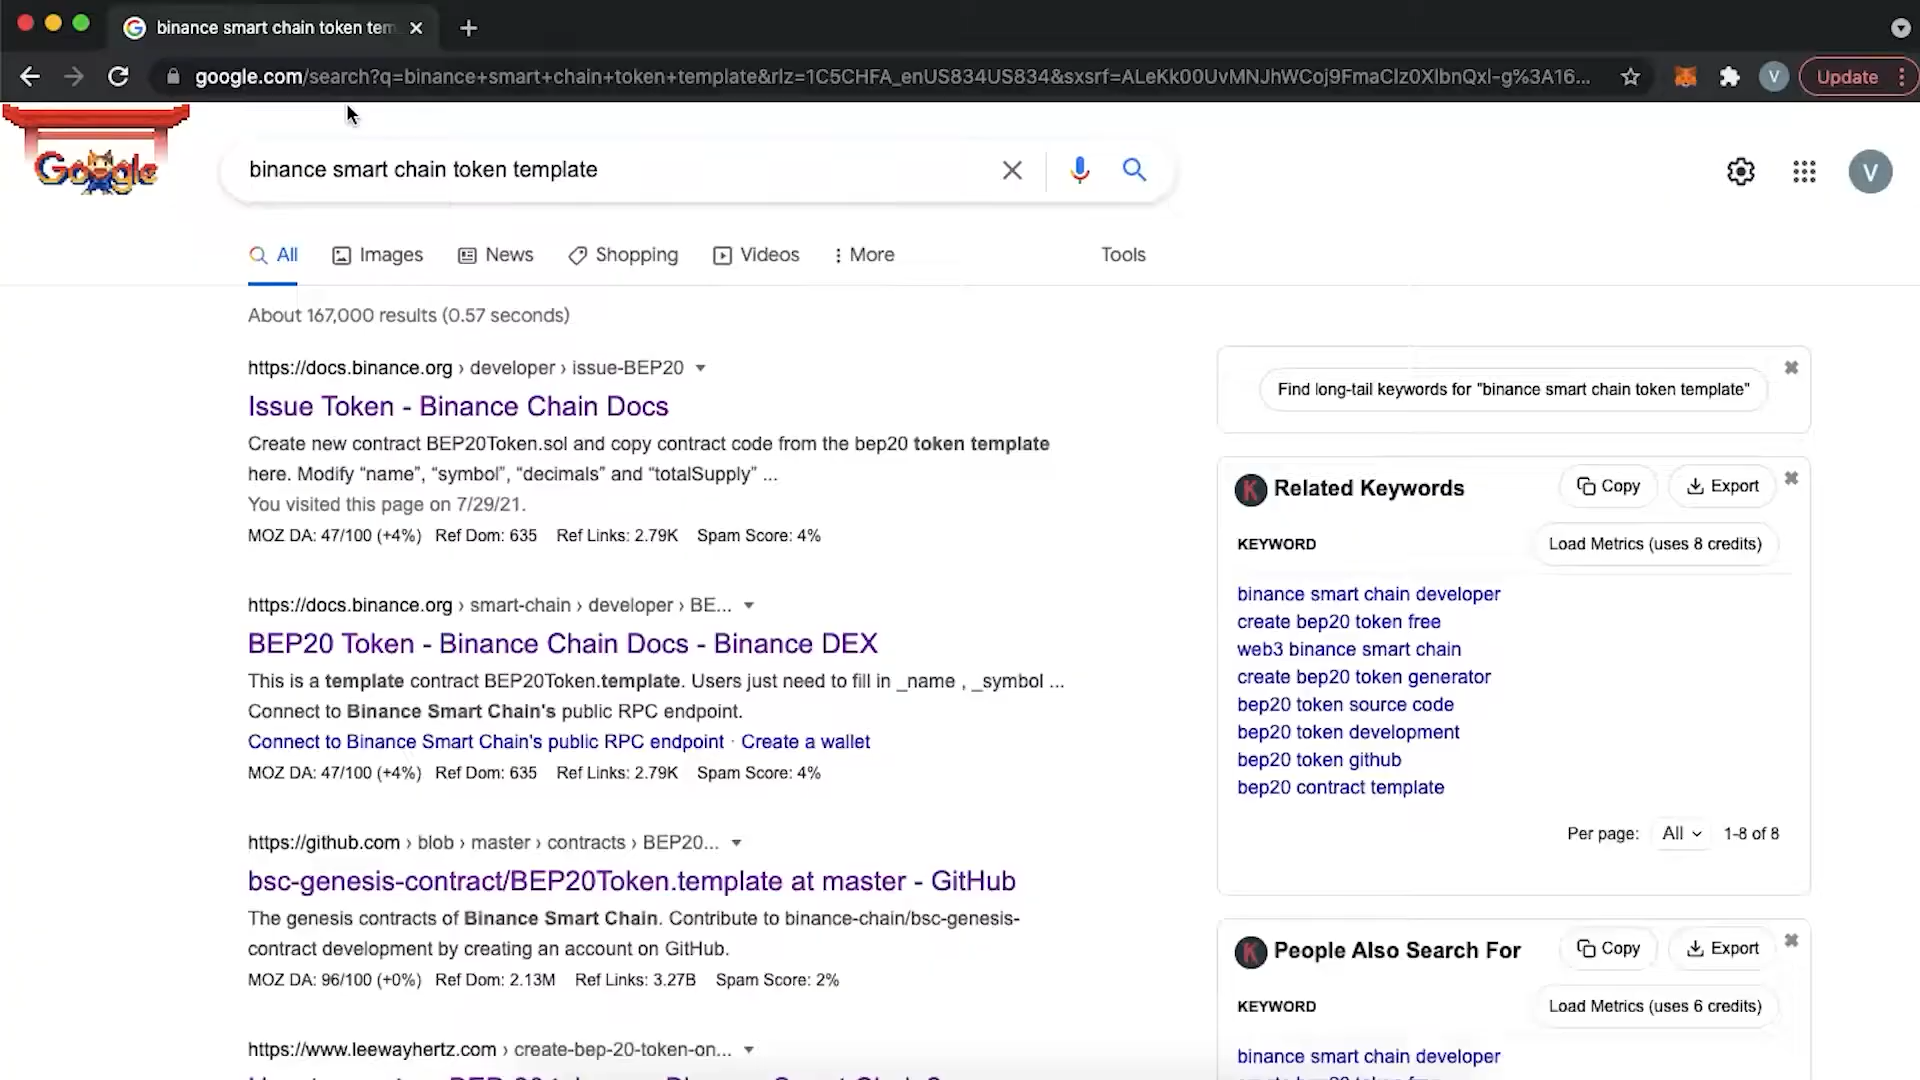 binance smart chain token tem
google.com/search?q=binance+smart+chain+token+template&rlz=1C5CHFA_enUS834US834&sxsrf=ALeKk00UvMNJhWCoj9FmaCIz0XlbnQxl-g%3A16...
V
Update
Google
binance smart chain token template
V
All Images News Shopping Videos More Tools
About 167,000 results (0.57 seconds)
https://docs.binance.org › developer › issue-BEP20
Issue Token - Binance Chain Docs
Create new contract BEP20Token.sol and copy contract code from the bep20 token template
here. Modify “name”, “symbol”, “decimals” and “totalSupply” ...
You visited this page on 7/29/21.
MOZ DA: 47/100 (+4%) Ref Dom: 635 Ref Links: 2.79K Spam Score: 4%
https://docs.binance.org › smart-chain › developer › BE...
BEP20 Token - Binance Chain Docs - Binance DEX
This is a template contract BEP20Token.template. Users just need to fill in _name , _symbol ...
Connect to Binance Smart Chain's public RPC endpoint.
Connect to Binance Smart Chain's public RPC endpoint · Create a wallet
MOZ DA: 47/100 (+4%) Ref Dom: 635 Ref Links: 2.79K Spam Score: 4%
https://github.com › blob › master › contracts › BEP20...
bsc-genesis-contract/BEP20Token.template at master - GitHub
The genesis contracts of Binance Smart Chain. Contribute to binance-chain/bsc-genesis-
contract development by creating an account on GitHub.
MOZ DA: 96/100 (+0%) Ref Dom: 2.13M Ref Links: 3.27B Spam Score: 2%
https://www.leewayhertz.com › create-bep-20-token-on...
Find long-tail keywords for "binance smart chain token template"
K Related Keywords Copy Export
KEYWORD Load Metrics (uses 8 credits)
binance smart chain developer
create bep20 token free
web3 binance smart chain
create bep20 token generator
bep20 token source code
bep20 token development
bep20 token github
bep20 contract template
Per page: All 1-8 of 8
K People Also Search For Copy Export
KEYWORD Load Metrics (uses 6 credits)
binance smart chain developer